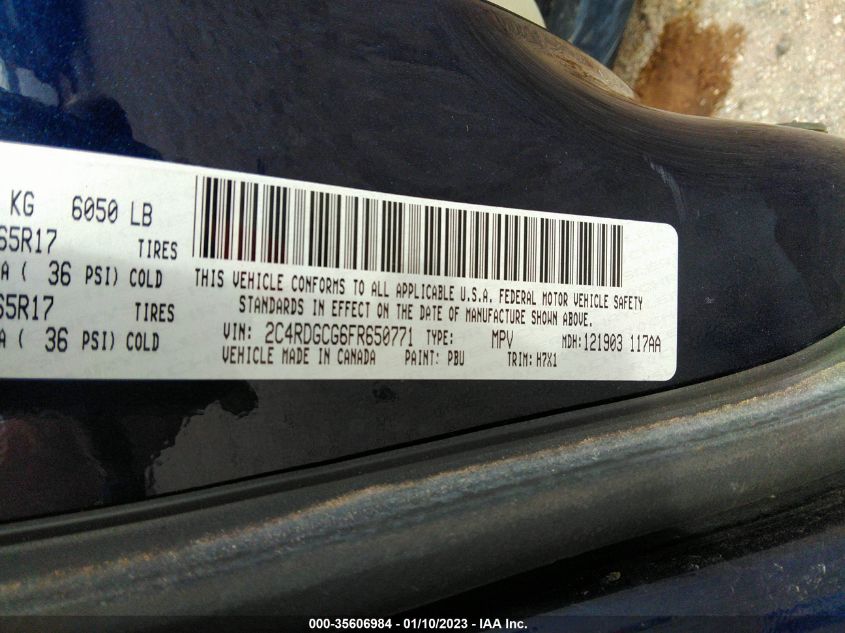 KG 6050 LB
65R17 TIRES
A ( 36 PSI) COLD
65R17 TIRES
A ( 36 PSI) COLD
THIS VEHICLE CONFORMS TO ALL APPLICABLE U.S.A. FEDERAL MOTOR VEHICLE SAFETY
STANDARDS IN EFFECT ON THE DATE OF MANUFACTURE SHOWN ABOVE.
VIN: 2C4RDGCG6FR650771 TYPE: MPV MDH:121903 117AA
VEHICLE MADE IN CANADA PAINT: PBU TRIM: H7X1
000-35606984 - 01/10/2023 - IAA Inc.